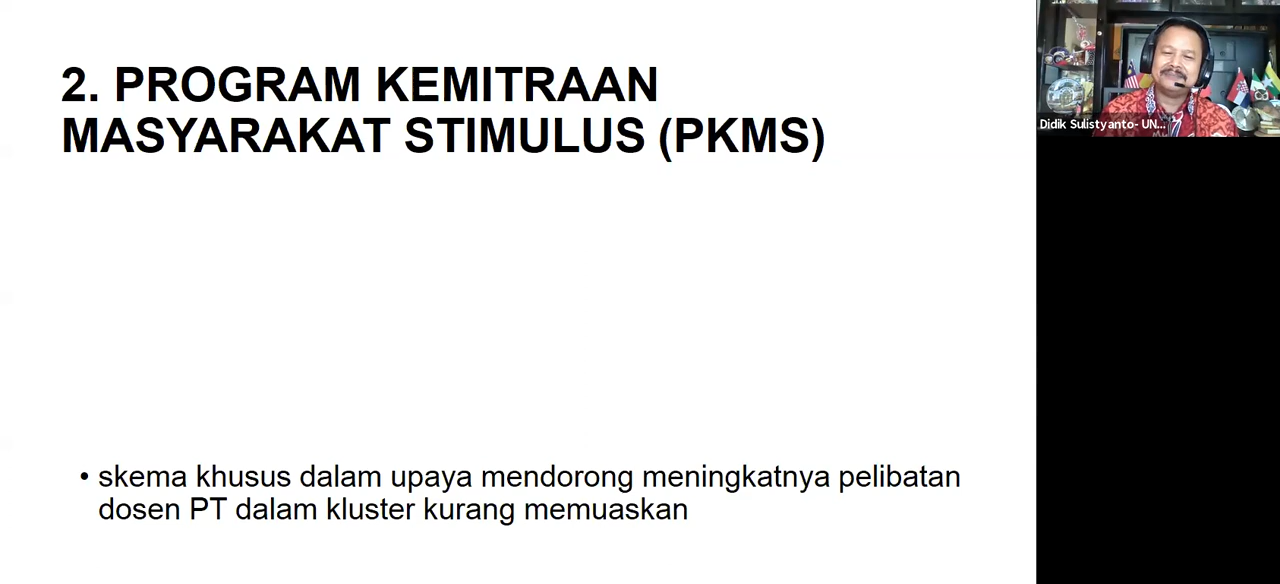 2. PROGRAM KEMITRAAN
MASYARAKAT STIMULUS (PKMS)
• skema khusus dalam upaya mendorong meningkatnya pelibatan
dosen PT dalam kluster kurang memuaskan
Didik Sulistyanto- UN...